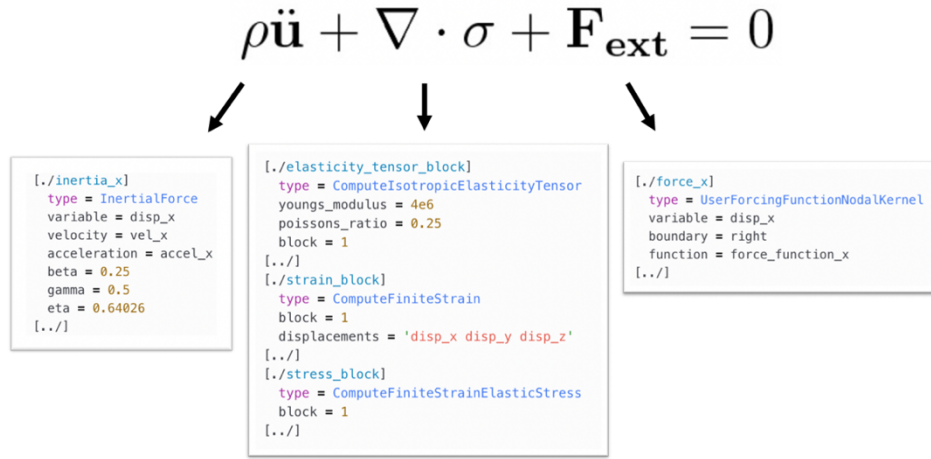 ρü + ∇ · σ + F_ext = 0
[./inertia_x]
  type = InertialForce
  variable = disp_x
  velocity = vel_x
  acceleration = accel_x
  beta = 0.25
  gamma = 0.5
  eta = 0.64026
[../]
[./elasticity_tensor_block]
  type = ComputeIsotropicElasticityTensor
  youngs_modulus = 4e6
  poissons_ratio = 0.25
  block = 1
[../]
[./strain_block]
  type = ComputeFiniteStrain
  block = 1
  displacements = 'disp_x disp_y disp_z'
[../]
[./stress_block]
  type = ComputeFiniteStrainElasticStress
  block = 1
[../]
[./force_x]
  type = UserForcingFunctionNodalKernel
  variable = disp_x
  boundary = right
  function = force_function_x
[../]